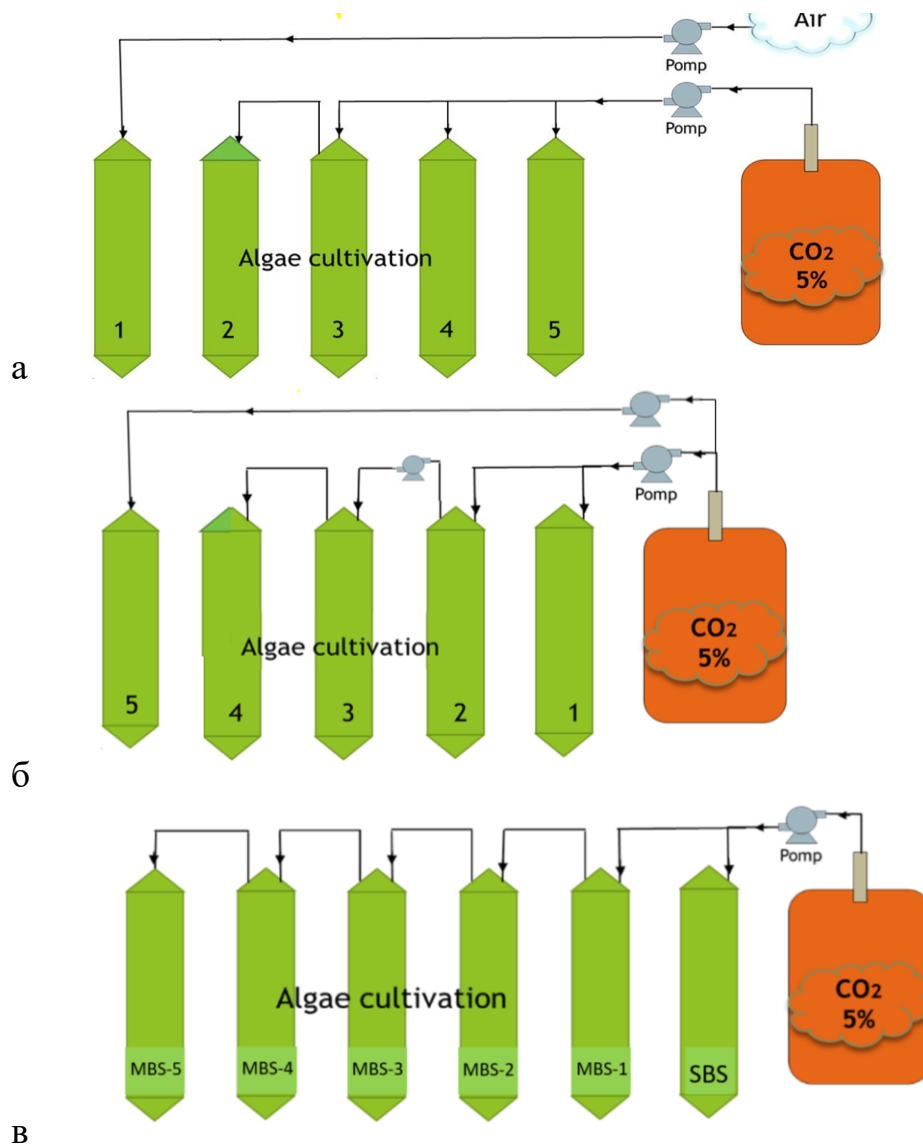 Air
Pomp
Pomp
CO2
5%
Algae cultivation
1 2 3 4 5
а
Pomp
CO2
5%
Algae cultivation
5 4 3 2 1
б
Pomp
CO2
5%
Algae cultivation
MBS-5 MBS-4 MBS-3 MBS-2 MBS-1 SBS
в